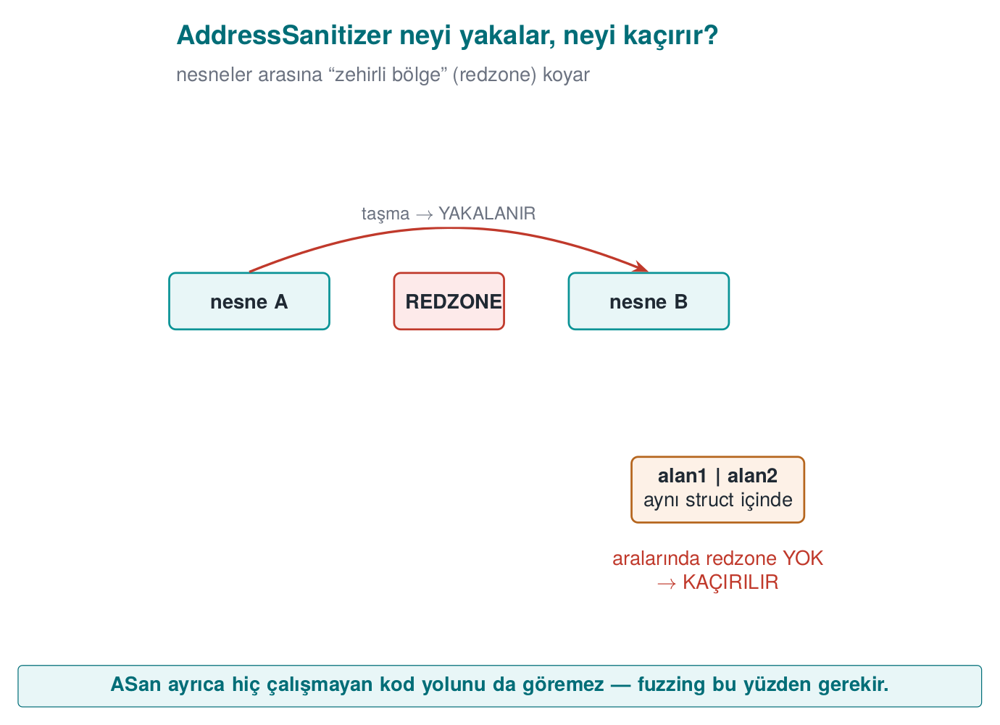 AddressSanitizer neyi yakalar, neyi kaçırır?
nesneler arasına “zehirli bölge” (redzone) koyar
taşma → YAKALANIR
nesne A
REDZONE
nesne B
alan1 | alan2
aynı struct içinde
aralarında redzone YOK
→ KAÇIRILIR
ASan ayrıca hiç çalışmayan kod yolunu da göremez — fuzzing bu yüzden gerekir.